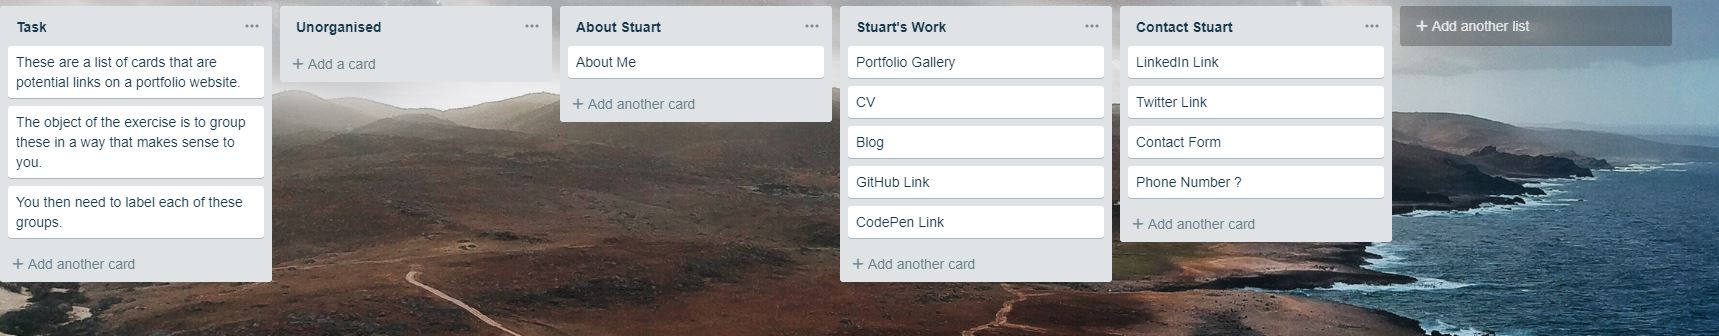 Task
These are a list of cards that are
potential links on a portfolio website.
The object of the exercise is to group
these in a way that makes sense to
you.
You then need to label each of these
groups.
+ Add another card
Unorganised
+ Add a card
About Stuart
About Me
+ Add another card
Stuart's Work
Portfolio Gallery
CV
Blog
GitHub Link
CodePen Link
+ Add another card
Contact Stuart
LinkedIn Link
Twitter Link
Contact Form
Phone Number ?
+ Add another card
+ Add another list